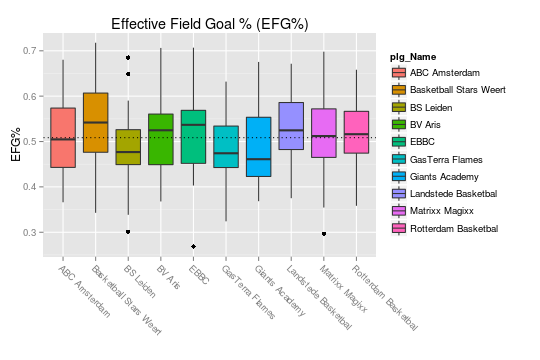 Effective Field Goal % (EFG%)
EFG%
0.7
0.6
0.5
0.4
0.3
ABC Amsterdam
Basketball Stars Weert
BS Leiden
BV Aris
EBBC
GasTerra Flames
Giants Academy
Landstede Basketbal
Matrixx Magixx
Rotterdam Basketbal
plg_Name
ABC Amsterdam
Basketball Stars Weert
BS Leiden
BV Aris
EBBC
GasTerra Flames
Giants Academy
Landstede Basketbal
Matrixx Magixx
Rotterdam Basketbal